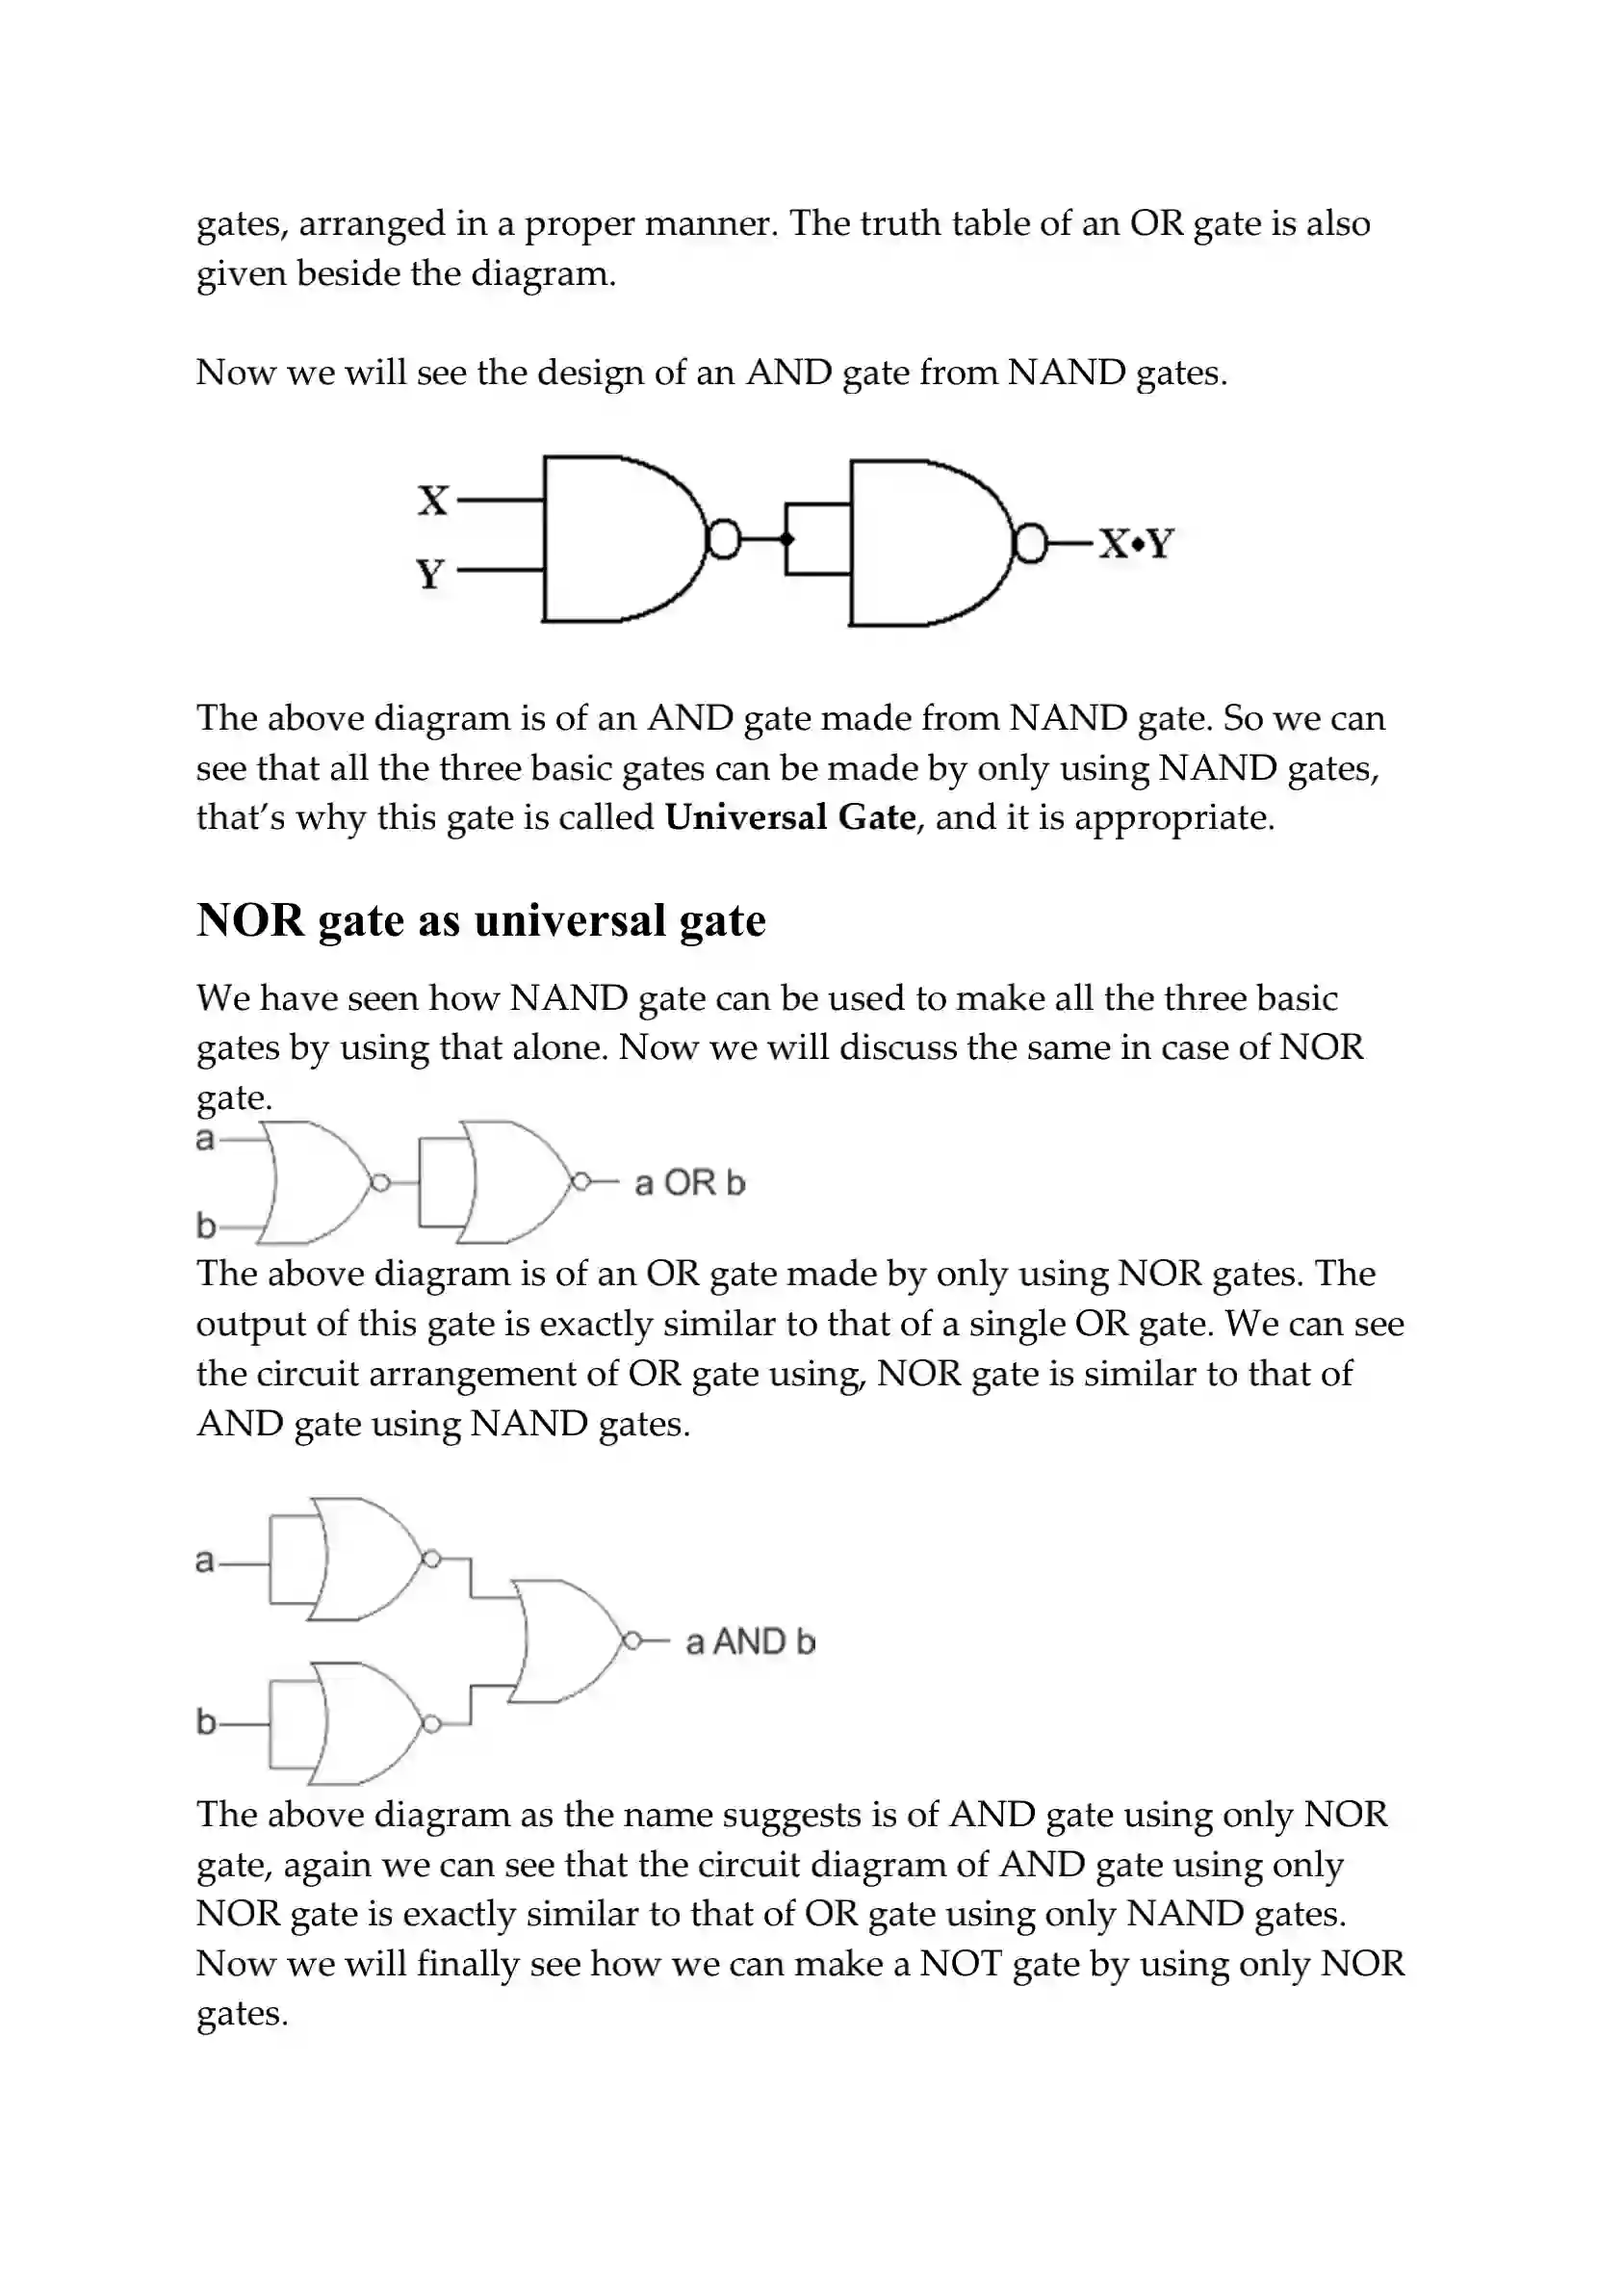 gates, arranged in a proper manner. The truth table of an OR gate is also
given beside the diagram.
Now we will see the design of an AND gate from NAND gates.
X
Y
X•Y
The above diagram is of an AND gate made from NAND gate. So we can
see that all the three basic gates can be made by only using NAND gates,
that's why this gate is called Universal Gate, and it is appropriate.
NOR gate as universal gate
We have seen how NAND gate can be used to make all the three basic
gates by using that alone. Now we will discuss the same in case of NOR
gate.
a
b
a OR b
The above diagram is of an OR gate made by only using NOR gates. The
output of this gate is exactly similar to that of a single OR gate. We can see
the circuit arrangement of OR gate using, NOR gate is similar to that of
AND gate using NAND gates.
a
b
a AND b
The above diagram as the name suggests is of AND gate using only NOR
gate, again we can see that the circuit diagram of AND gate using only
NOR gate is exactly similar to that of OR gate using only NAND gates.
Now we will finally see how we can make a NOT gate by using only NOR
gates.